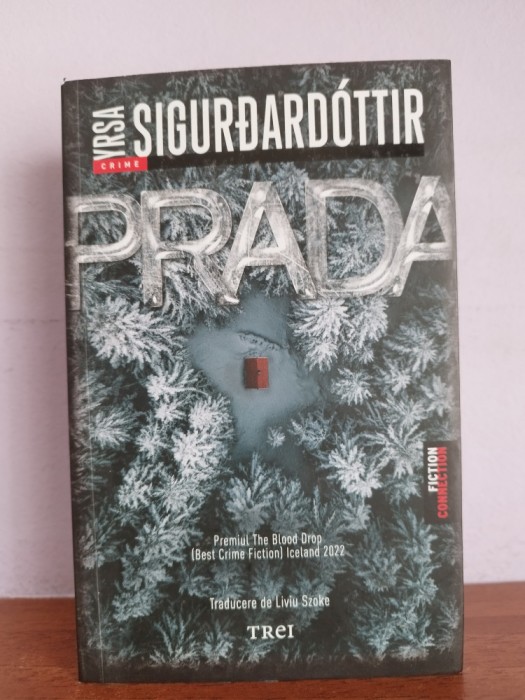 YRSA
SIGURÐARDÓTTIR
CRIME
PRADA
FICTION
CONNECTION
Premiul The Blood Drop
(Best Crime Fiction) Iceland 2022
Traducere de Liviu Szoke
TREI